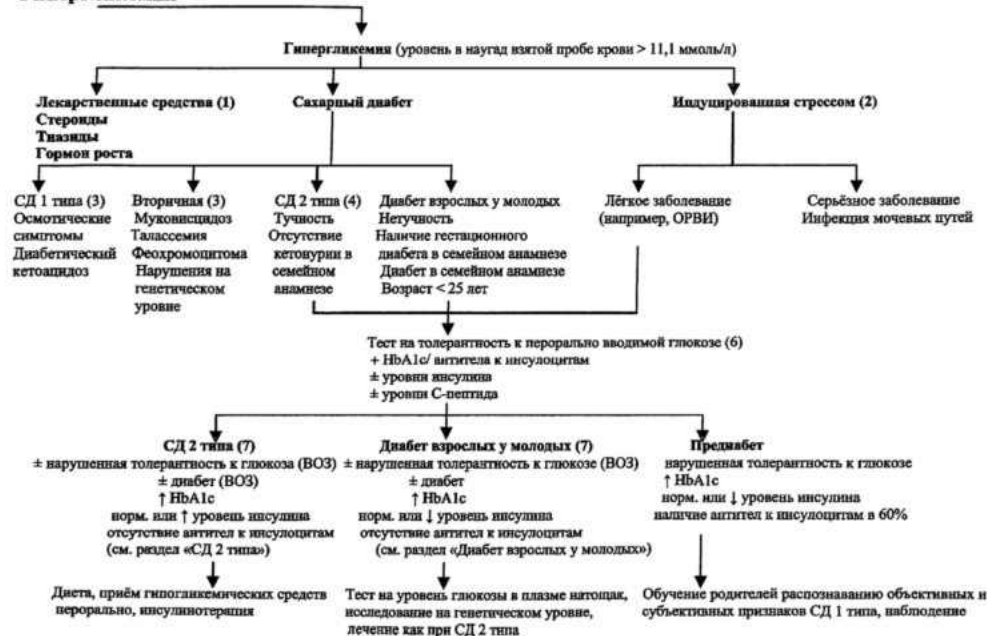 Гипергликемия (уровень в наугад взятой пробе крови > 11,1 ммоль/л)
Лекарственные средства (1)
Стероиды
Тиазиды
Гормон роста
Сахарный диабет
Индуцированная стрессом (2)
СД 1 типа (3)
Осмотические
симптомы
Диабетический
кетоацидоз
Вторичная (3)
Муковисцидоз
Талассемия
Феохромоцитома
Нарушения на
генетическом
уровне
СД 2 типа (4)
Тучность
Отсутствие
кетонурии в
семейном
анамнезе
Диабет взрослых у молодых
Нетучность
Наличие гестационного
диабета в семейном анамнезе
Диабет в семейном анамнезе
Возраст < 25 лет
Лёгкое заболевание
(например, ОРВИ)
Серьёзное заболевание
Инфекция мочевых путей
Тест на толерантность к перорально вводимой глюкозе (6)
+ HbA1c/ антитела к инсулоцитам
± уровни инсулина
± уровни С-пептида
СД 2 типа (7)
± нарушенная толерантность к глюкоза (ВОЗ)
± диабет (ВОЗ)
↑ HbA1c
норм. или ↑ уровень инсулина
отсутствие антител к инсулоцитам
(см. раздел «СД 2 типа»)
Диабет взрослых у молодых (7)
± нарушенная толерантность к глюкозе (ВОЗ)
± диабет
↑ HbA1c
норм. или ↓ уровень инсулина
отсутствие антител к инсулоцитам
(см. раздел «Диабет взрослых у молодых»)
Предиабет
нарушенная толерантность к глюкозе
↑ HbA1c
норм. или ↓ уровень инсулина
наличие антител к инсулоцитам в 60%
Диета, приём гипогликемических средств
перорально, инсулинотерапия
Тест на уровень глюкозы в плазме натощак,
исследование на генетическом уровне,
лечение как при СД 2 типа
Обучение родителей распознаванию объективных и
субъективных признаков СД 1 типа, наблюдение